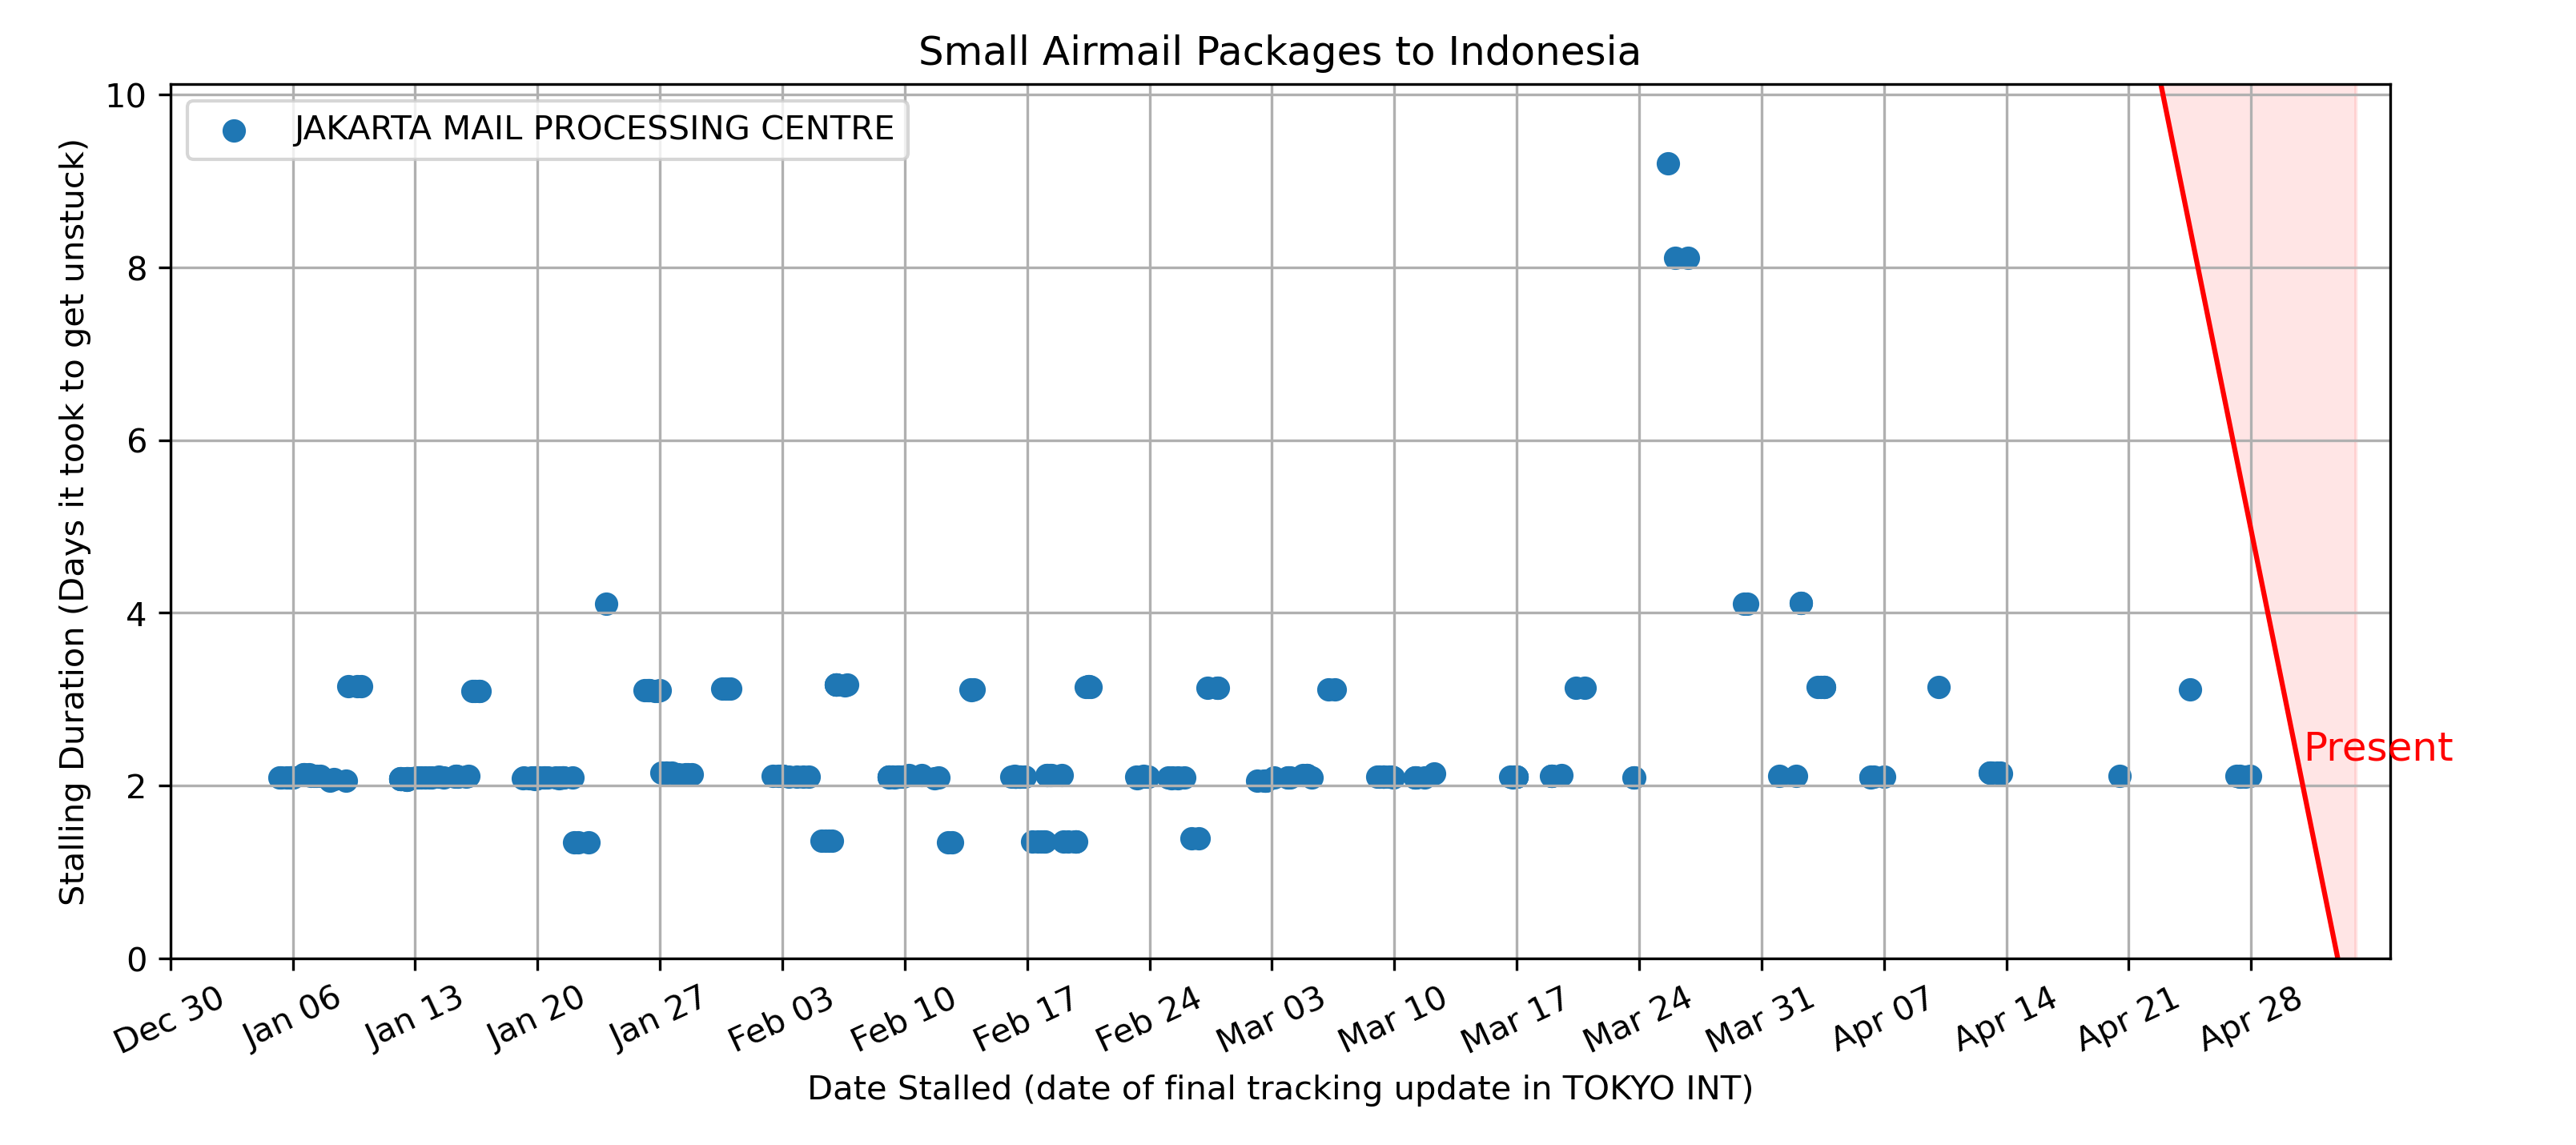 Small Airmail Packages to Indonesia
JAKARTA MAIL PROCESSING CENTRE
Stalling Duration (Days it took to get unstuck)
10
8
6
4
2
0
Present
Dec 30
Jan 06
Jan 13
Jan 20
Jan 27
Feb 03
Feb 10
Feb 17
Feb 24
Mar 03
Mar 10
Mar 17
Mar 24
Mar 31
Apr 07
Apr 14
Apr 21
Apr 28
Date Stalled (date of final tracking update in TOKYO INT)